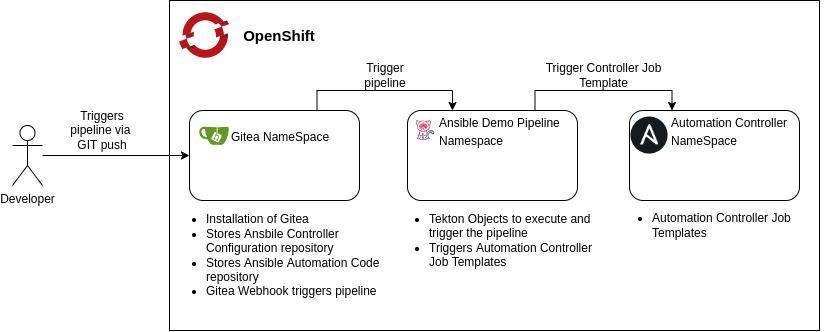 OpenShift
Trigger
pipeline
Trigger Controller Job
Template
Triggers
pipeline via
GIT push
Developer
Gitea NameSpace
Ansible Demo Pipeline
Namespace
Automation Controller
NameSpace
Installation of Gitea
Stores Ansbile Controller
Configuration repository
Stores Ansible Automation Code
repository
Gitea Webhook triggers pipeline
Tekton Objects to execute and
trigger the pipeline
Triggers Automation Controller
Job Templates
Automation Controller Job
Templates